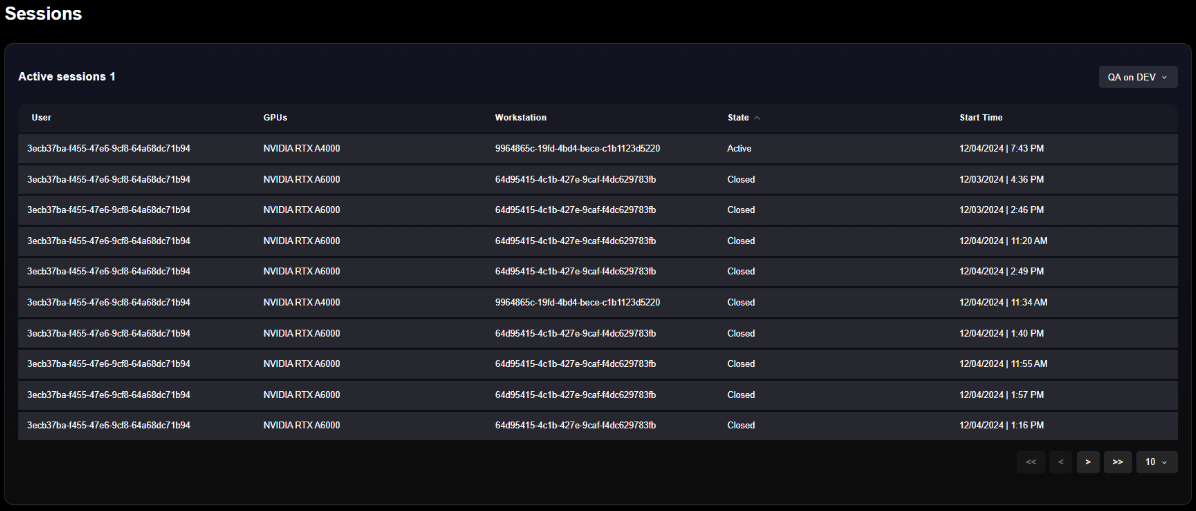 Sessions
Active sessions 1
QA on DEV
User GPUs Workstation State Start Time
3ecb37ba-f455-47e6-9cf8-64a68dc71b94 NVIDIA RTX A4000 9964865c-19fd-4bd4-bece-c1b1123d5220 Active 12/04/2024 | 7:43 PM
3ecb37ba-f455-47e6-9cf8-64a68dc71b94 NVIDIA RTX A6000 64d95415-4c1b-427e-9caf-f4dc629783fb Closed 12/03/2024 | 4:36 PM
3ecb37ba-f455-47e6-9cf8-64a68dc71b94 NVIDIA RTX A6000 64d95415-4c1b-427e-9caf-f4dc629783fb Closed 12/03/2024 | 2:46 PM
3ecb37ba-f455-47e6-9cf8-64a68dc71b94 NVIDIA RTX A6000 64d95415-4c1b-427e-9caf-f4dc629783fb Closed 12/04/2024 | 11:20 AM
3ecb37ba-f455-47e6-9cf8-64a68dc71b94 NVIDIA RTX A6000 64d95415-4c1b-427e-9caf-f4dc629783fb Closed 12/04/2024 | 2:49 PM
3ecb37ba-f455-47e6-9cf8-64a68dc71b94 NVIDIA RTX A4000 9964865c-19fd-4bd4-bece-c1b1123d5220 Closed 12/04/2024 | 11:34 AM
3ecb37ba-f455-47e6-9cf8-64a68dc71b94 NVIDIA RTX A6000 64d95415-4c1b-427e-9caf-f4dc629783fb Closed 12/04/2024 | 1:40 PM
3ecb37ba-f455-47e6-9cf8-64a68dc71b94 NVIDIA RTX A6000 64d95415-4c1b-427e-9caf-f4dc629783fb Closed 12/04/2024 | 11:55 AM
3ecb37ba-f455-47e6-9cf8-64a68dc71b94 NVIDIA RTX A6000 64d95415-4c1b-427e-9caf-f4dc629783fb Closed 12/04/2024 | 1:57 PM
3ecb37ba-f455-47e6-9cf8-64a68dc71b94 NVIDIA RTX A6000 64d95415-4c1b-427e-9caf-f4dc629783fb Closed 12/04/2024 | 1:16 PM
<< < > >> 10